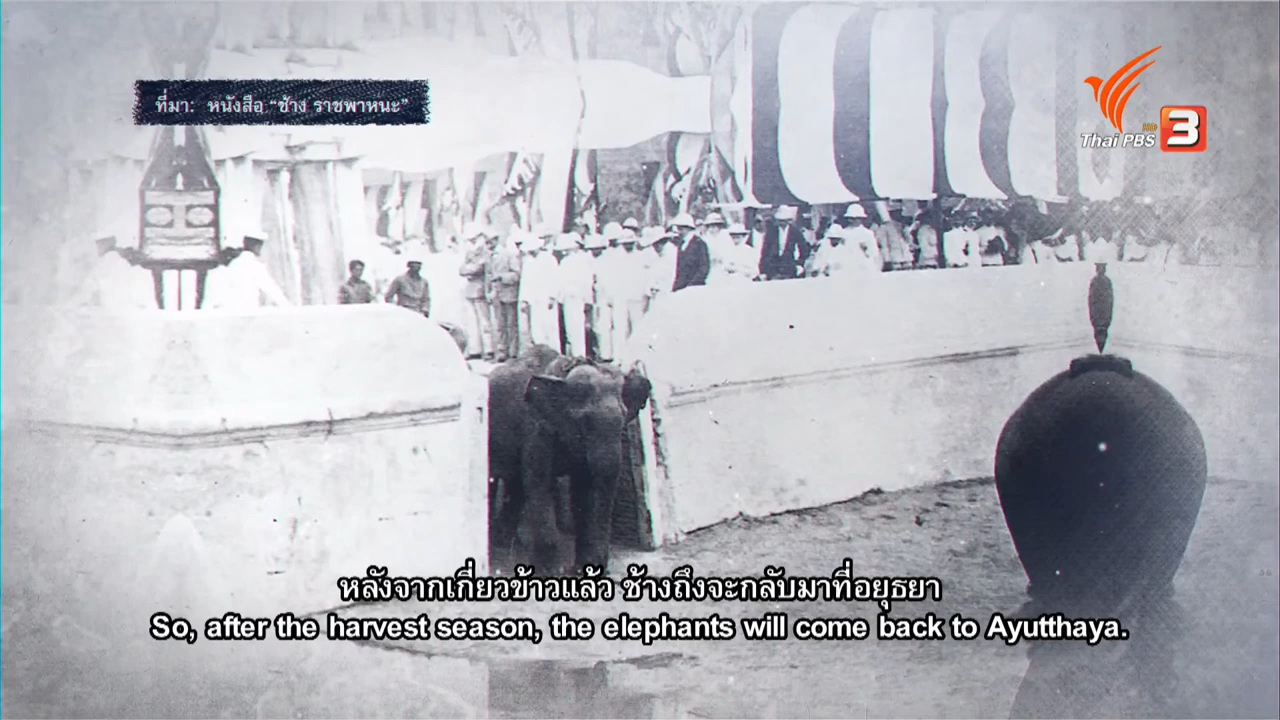 ที่มา: หนังสือ "ช้าง ราชพาหนะ"
Thai PBS HD 3
หลังจากเกี่ยวข้าวแล้ว ช้างถึงจะกลับมาที่อยุธยา
So, after the harvest season, the elephants will come back to Ayutthaya.